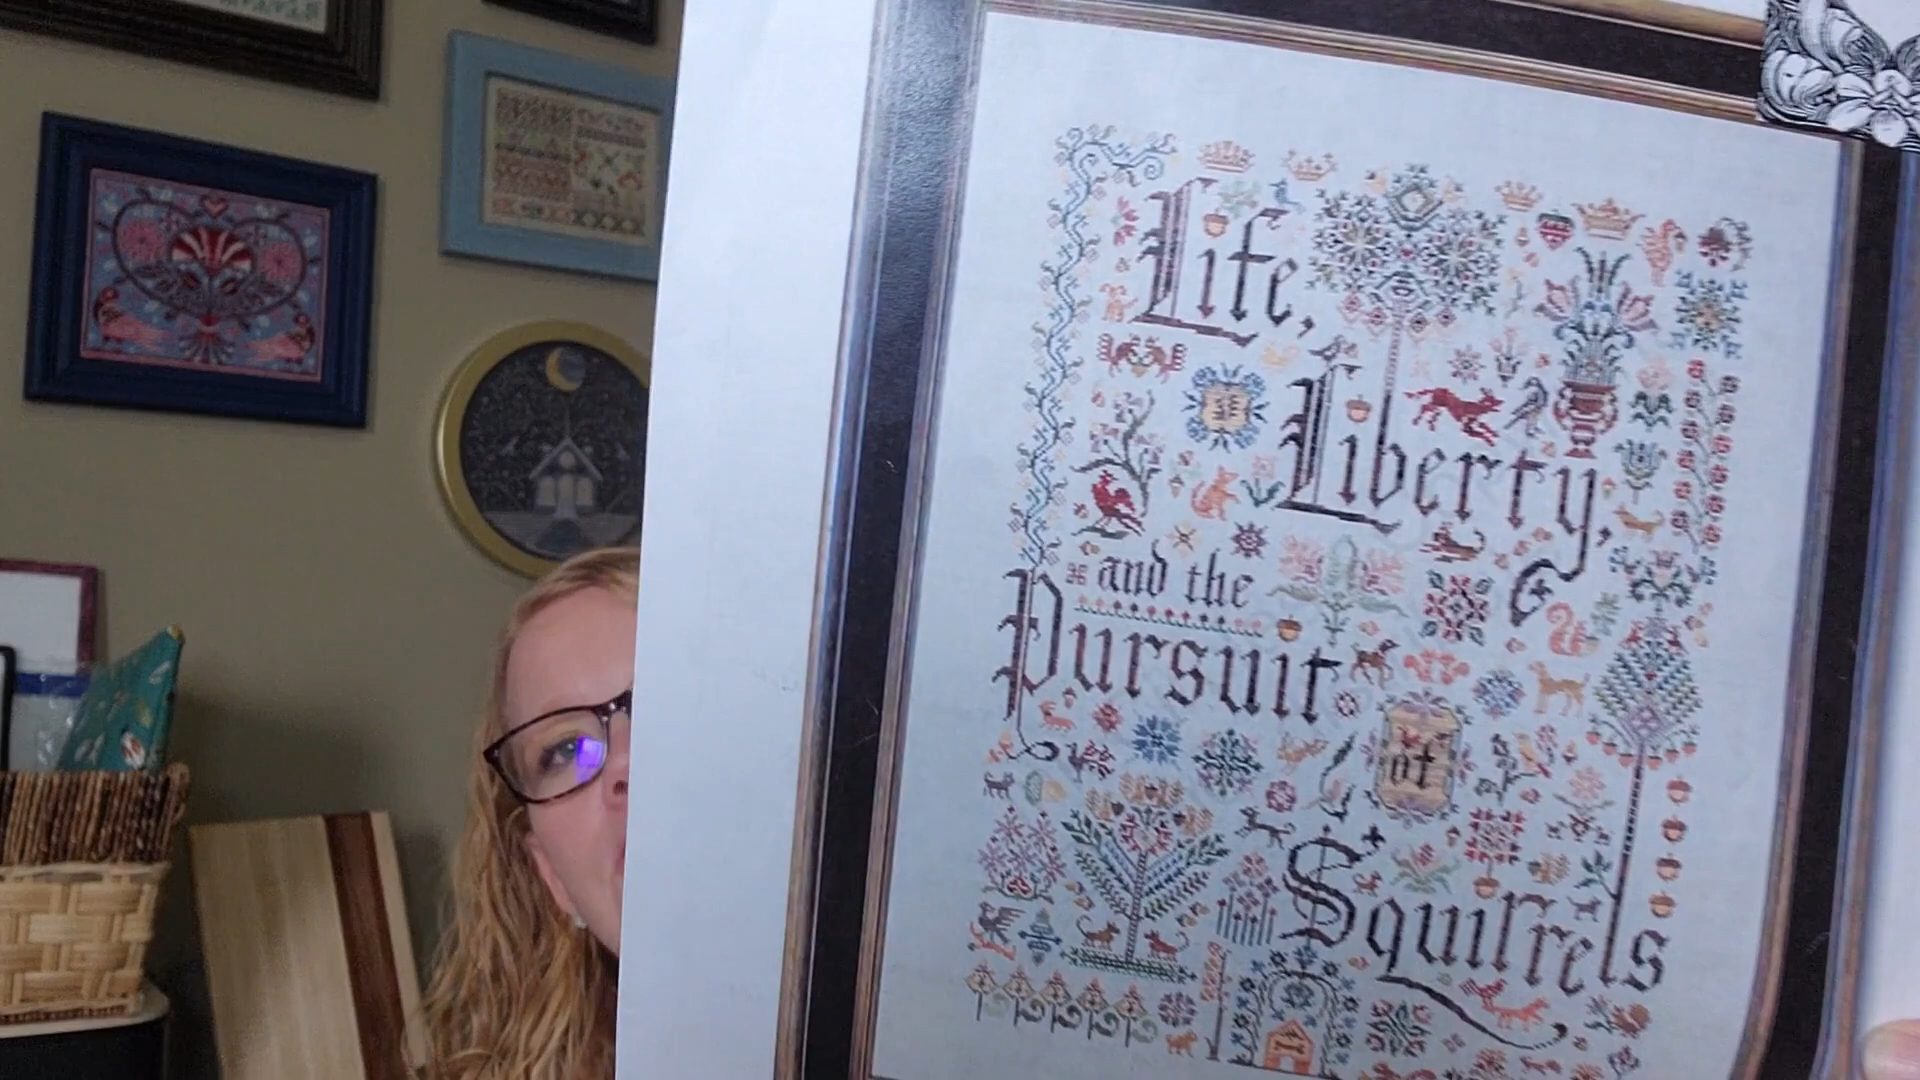 Life,
Liberty,
and the
Pursuit
of
Squirrels